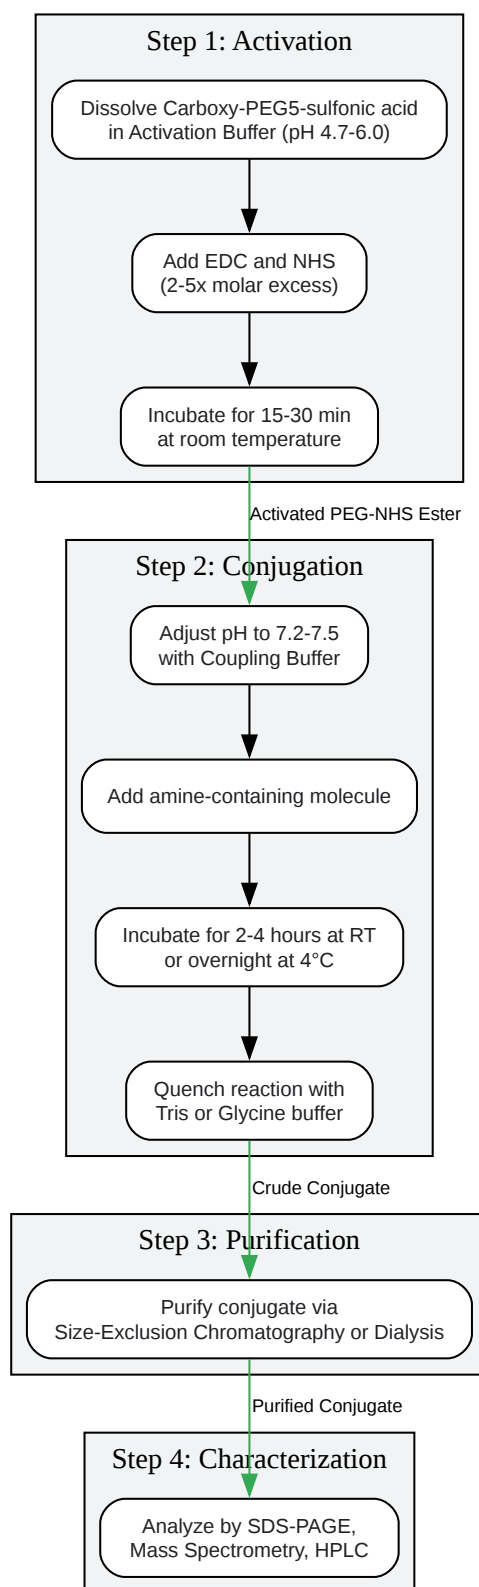 Step 1: Activation
Dissolve Carboxy-PEG5-sulfonic acid
in Activation Buffer (pH 4.7-6.0)
Add EDC and NHS
(2-5x molar excess)
Incubate for 15-30 min
at room temperature
Activated PEG-NHS Ester
Step 2: Conjugation
Adjust pH to 7.2-7.5
with Coupling Buffer
Add amine-containing molecule
Incubate for 2-4 hours at RT
or overnight at 4°C
Quench reaction with
Tris or Glycine buffer
Crude Conjugate
Step 3: Purification
Purify conjugate via
Size-Exclusion Chromatography or Dialysis
Purified Conjugate
Step 4: Characterization
Analyze by SDS-PAGE,
Mass Spectrometry, HPLC